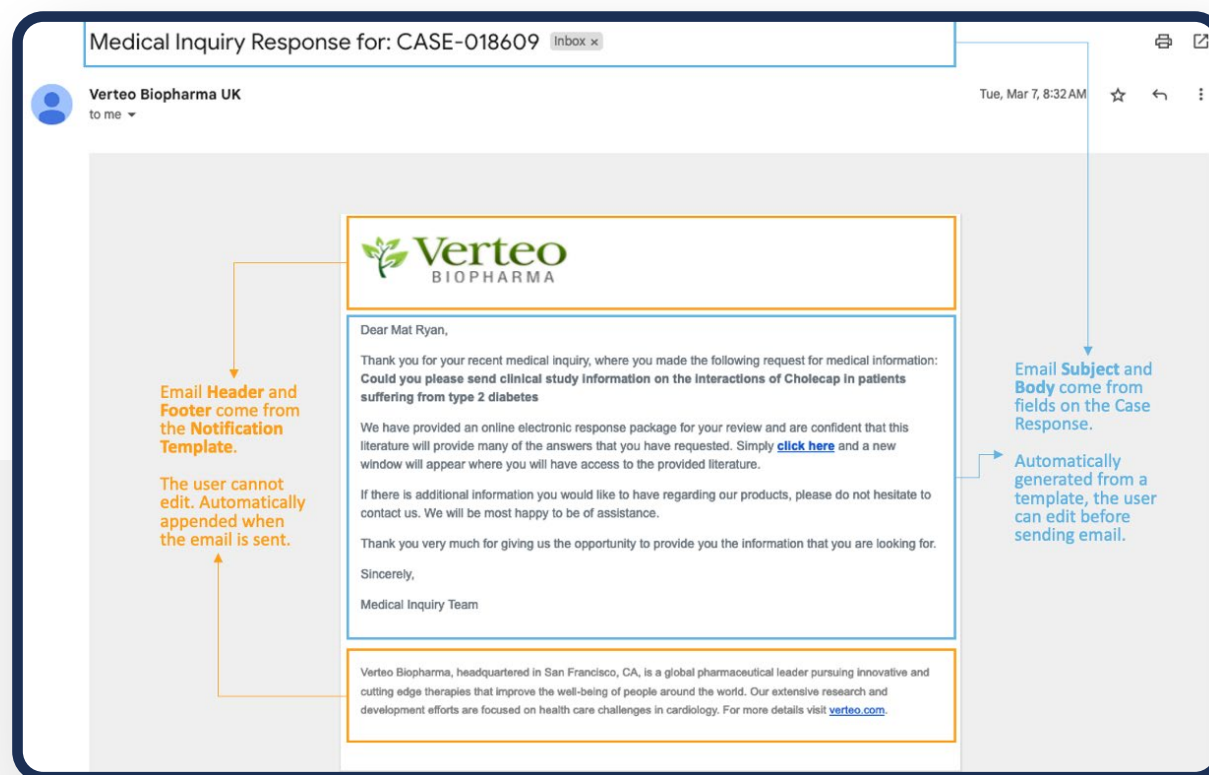 Medical Inquiry Response for: CASE-018609 Inbox ×
Verteo Biopharma UK
Tue, Mar 7, 8:32 AM
to me
Verteo
BIOPHARMA
Dear Mat Ryan,
Thank you for your recent medical inquiry, where you made the following request for medical information:
Could you please send clinical study information on the interactions of Cholecap in patients
suffering from type 2 diabetes
We have provided an online electronic response package for your review and are confident that this
literature will provide many of the answers that you have requested. Simply click here and a new
window will appear where you will have access to the provided literature.
If there is additional information you would like to have regarding our products, please do not hesitate to
contact us. We will be most happy to be of assistance.
Thank you very much for giving us the opportunity to provide you the information that you are looking for.
Sincerely,
Medical Inquiry Team
Verteo Biopharma, headquartered in San Francisco, CA, is a global pharmaceutical leader pursuing innovative and
cutting edge therapies that improve the well-being of people around the world. Our extensive research and
development efforts are focused on health care challenges in cardiology. For more details visit verteo.com.
Email Header and
Footer come from
the Notification
Template.
The user cannot
edit. Automatically
appended when
the email is sent.
Email Subject and
Body come from
fields on the Case
Response.
Automatically
generated from a
template, the user
can edit before
sending email.